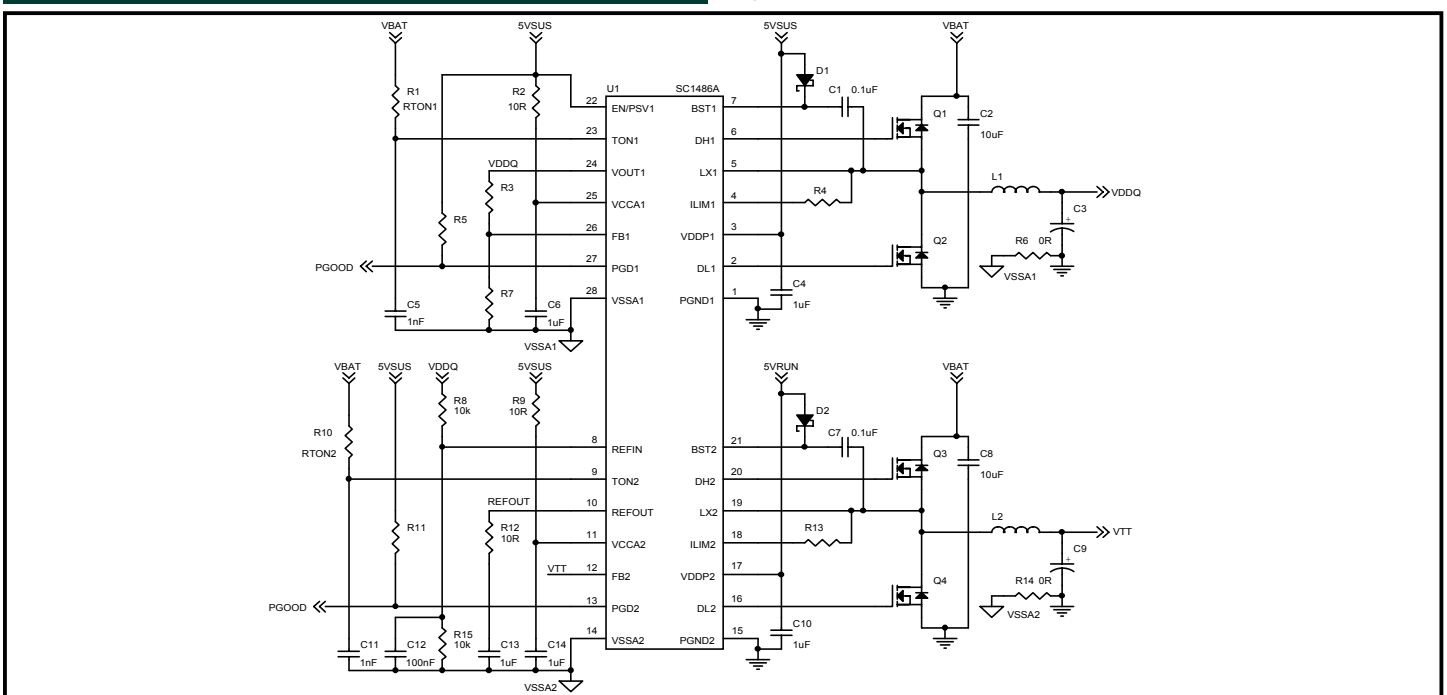 VBAT 5VSUS 5VSUS VBAT
R1
RTON1
R2
10R
U1 SC1486A
D1
C1 0.1uF
Q1
C2
10uF
22 EN/PSV1 BST1 7
23 TON1 DH1 6
VDDQ 24 VOUT1 LX1 5
R3
25 VCCA1 ILIM1 4
R4
L1
VDDQ
C3
+
R5
26 FB1 VDDP1 3
Q2
R6 0R
VSSA1
PGOOD
27 PGD1 DL1 2
R7
28 VSSA1 PGND1 1
C4
1uF
C5
1nF
C6
1uF
VSSA1
VBAT 5VSUS VDDQ 5VSUS 5VRUN VBAT
R8
10k
R9
10R
R10
RTON2
D2
C7 0.1uF
Q3
C8
10uF
8 REFIN BST2 21
9 TON2 DH2 20
REFOUT 10 REFOUT LX2 19
R11
R12
10R
11 VCCA2 ILIM2 18
R13
L2
VTT
C9
+
VTT 12 FB2 VDDP2 17
Q4
R14 0R
VSSA2
PGOOD
13 PGD2 DL2 16
R15
10k
14 VSSA2 PGND2 15
C10
1uF
C11
1nF
C12
100nF
C13
1uF
C14
1uF
VSSA2